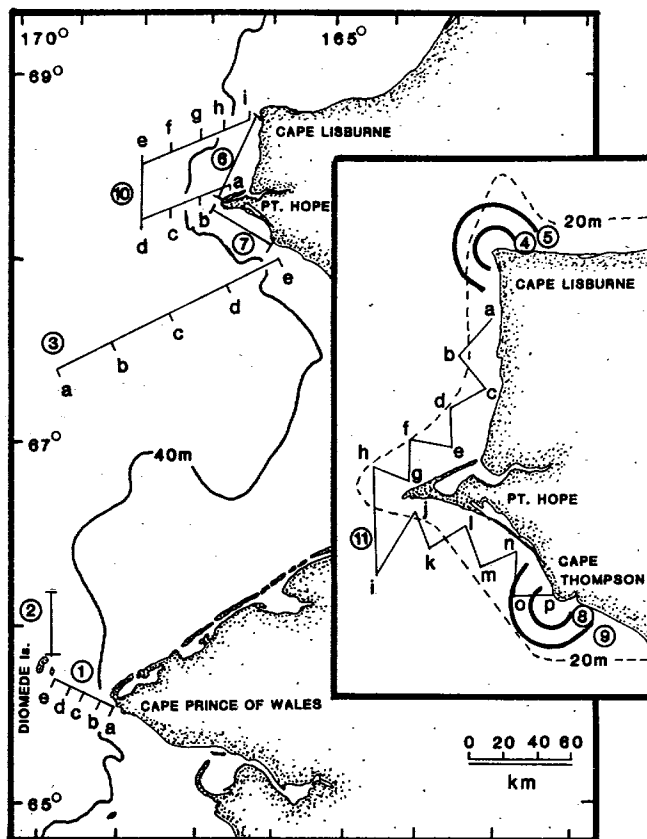 170° 165°
69°
i
h
g
f
e
CAPE LISBURNE
6
a
10
PT. HOPE
b
c
d
7
e
d
c
3
b
a
67°
40m
2
DIOMEDE Is.
1
e d c b a
CAPE PRINCE OF WALES
65°
20m
5
4
CAPE LISBURNE
a
b
c
d
f
e
h
g
PT. HOPE
j
l
11
n
k
CAPE
THOMPSON
m
i
o p
8
9
20m
0 20 40 60
km